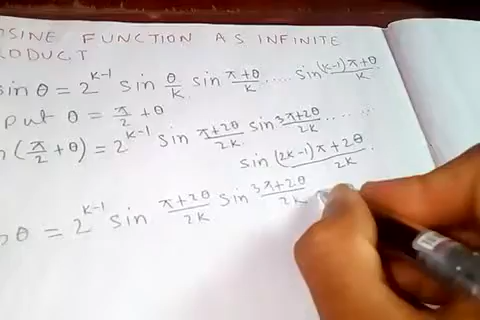 OSINE FUNCTION AS INFINITE
ODUCT
sin θ = 2^{K-1} sin θ/K sin π+θ/K ..... sin (K-1)π+θ/K
put θ = π/2 + θ
(π/2 + θ) = 2^{K-1} sin π+2θ/2K sin 3π+2θ/2K ......
sin (2K-1)π+2θ/2K .
θ = 2^{K-1} sin π+2θ/2K sin 3π+2θ/2K